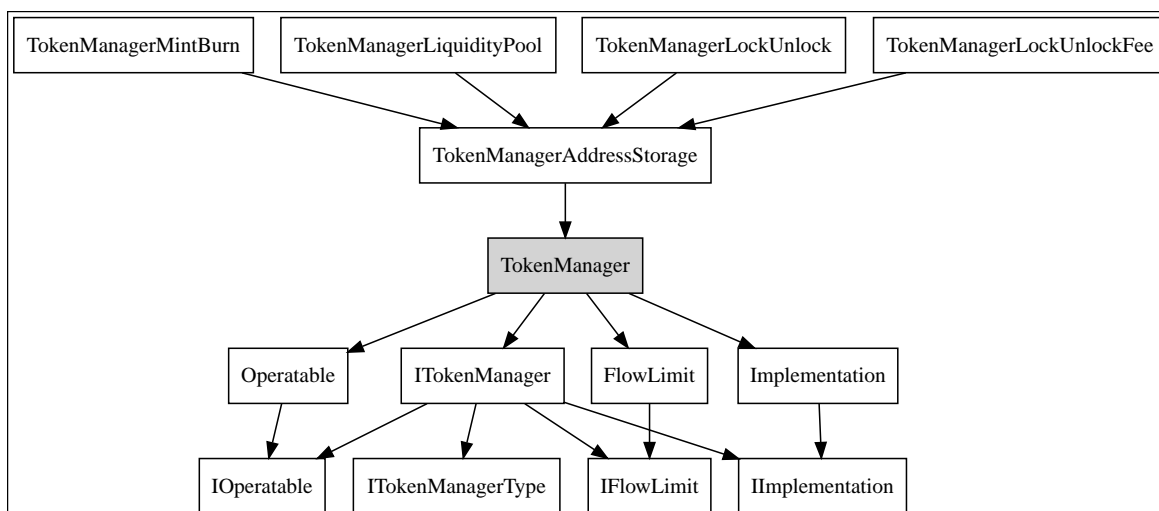 TokenManagerMintBurn
TokenManagerLiquidityPool
TokenManagerLockUnlock
TokenManagerLockUnlockFee
TokenManagerAddressStorage
TokenManager
Operatable
ITokenManager
FlowLimit
Implementation
IOperatable
ITokenManagerType
IFlowLimit
IImplementation